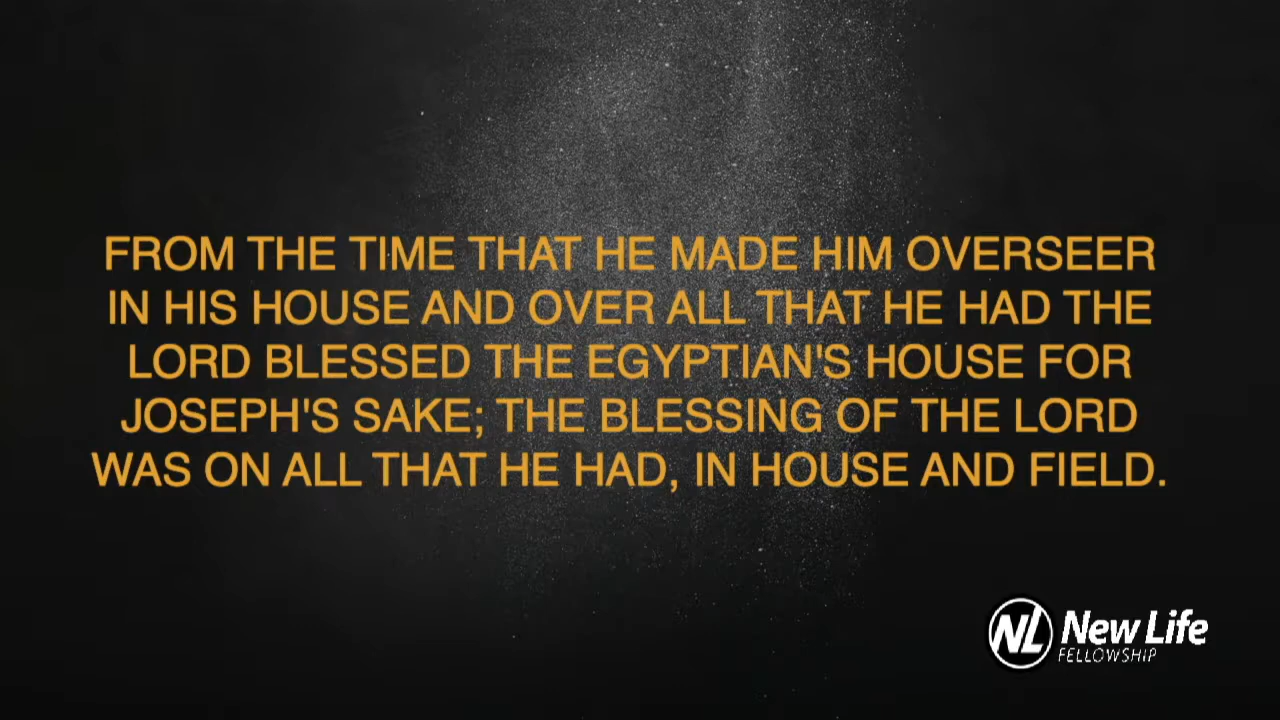 FROM THE TIME THAT HE MADE HIM OVERSEER
IN HIS HOUSE AND OVER ALL THAT HE HAD THE
LORD BLESSED THE EGYPTIAN'S HOUSE FOR
JOSEPH'S SAKE; THE BLESSING OF THE LORD
WAS ON ALL THAT HE HAD, IN HOUSE AND FIELD.
NL New Life
FELLOWSHIP